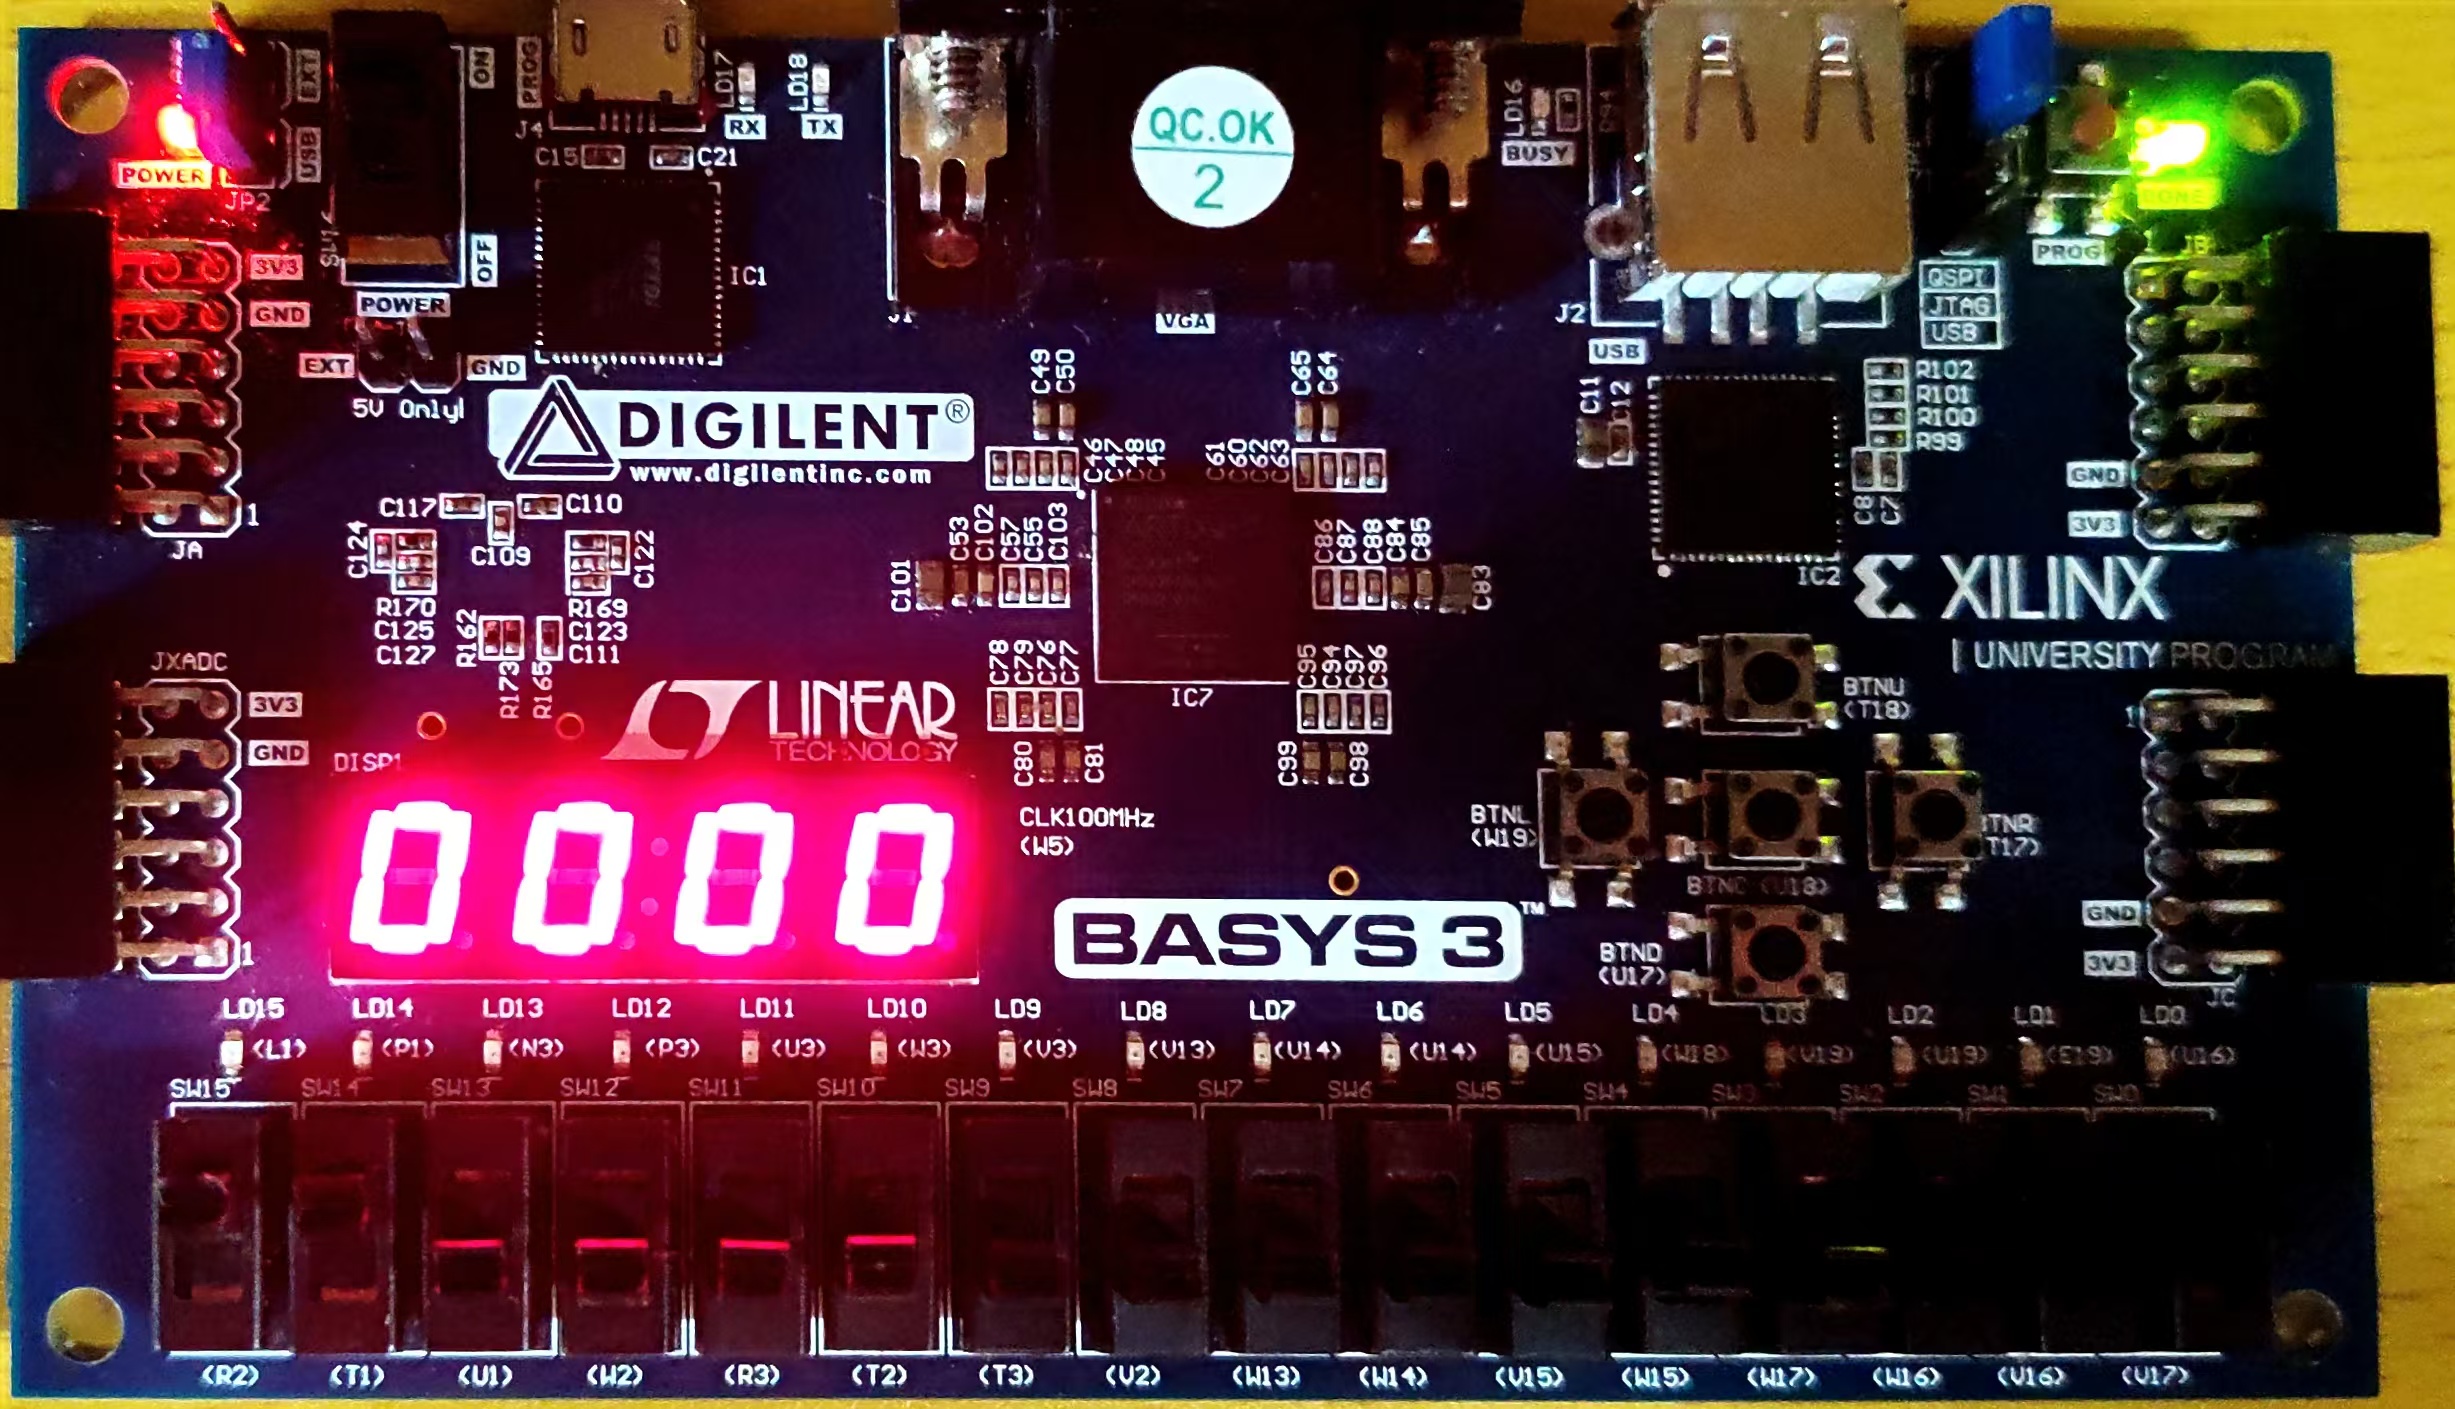 EXT
ON
PROG
LD17
LD18
QC.OK
2
LD16
R94
J4
RX
TX
BUSY
USB
C15
C21
POWER
DONE
JP2
OFF
PROG
JB
3V3
IC1
QSPI
GND
POWER
J1
VGA
J2
JTAG
USB
EXT
GND
USB
5V Only!
C49
C50
C65
C64
C11
C12
R102
R101
R100
R99
DIGILENT®
www.digilentinc.com
C46
C47
C48
C45
C61
C60
C62
C63
GND
C8
C7
C117
C110
1
3V3
JA
C124
C109
C122
C101
C53
C102
C57
C55
C103
C86
C87
C88
C84
C85
C83
IC2
XILINX
R170
C125
C127
R162
R173
R165
R169
C123
C111
UNIVERSITY PROGRAM
JXADC
C78
C79
C76
C77
IC7
C95
C94
C97
C96
BTNU
(T18)
3V3
LINEAR
TECHNOLOGY
GND
DISP1
C80
C81
C99
C98
0000
CLK100MHz
(W5)
BTNL
(W19)
BTNR
(T17)
BTNC (U18)
BASYS 3™
BTND
(U17)
GND
3V3
1
JC
LD15 LD14 LD13 LD12 LD11 LD10 LD9 LD8 LD7 LD6 LD5 LD4 LD3 LD2 LD1 LD0
(L1) (P1) (N3) (P3) (U3) (W3) (V3) (V13) (V14) (U14) (U15) (W18) (V19) (U19) (E19) (U16)
SW15 SW14 SW13 SW12 SW11 SW10 SW9 SW8 SW7 SW6 SW5 SW4 SW3 SW2 SW1 SW0
(R2) (T1) (U1) (W2) (R3) (T2) (T3) (V2) (W13) (W14) (V15) (W15) (W17) (W16) (V16) (V17)